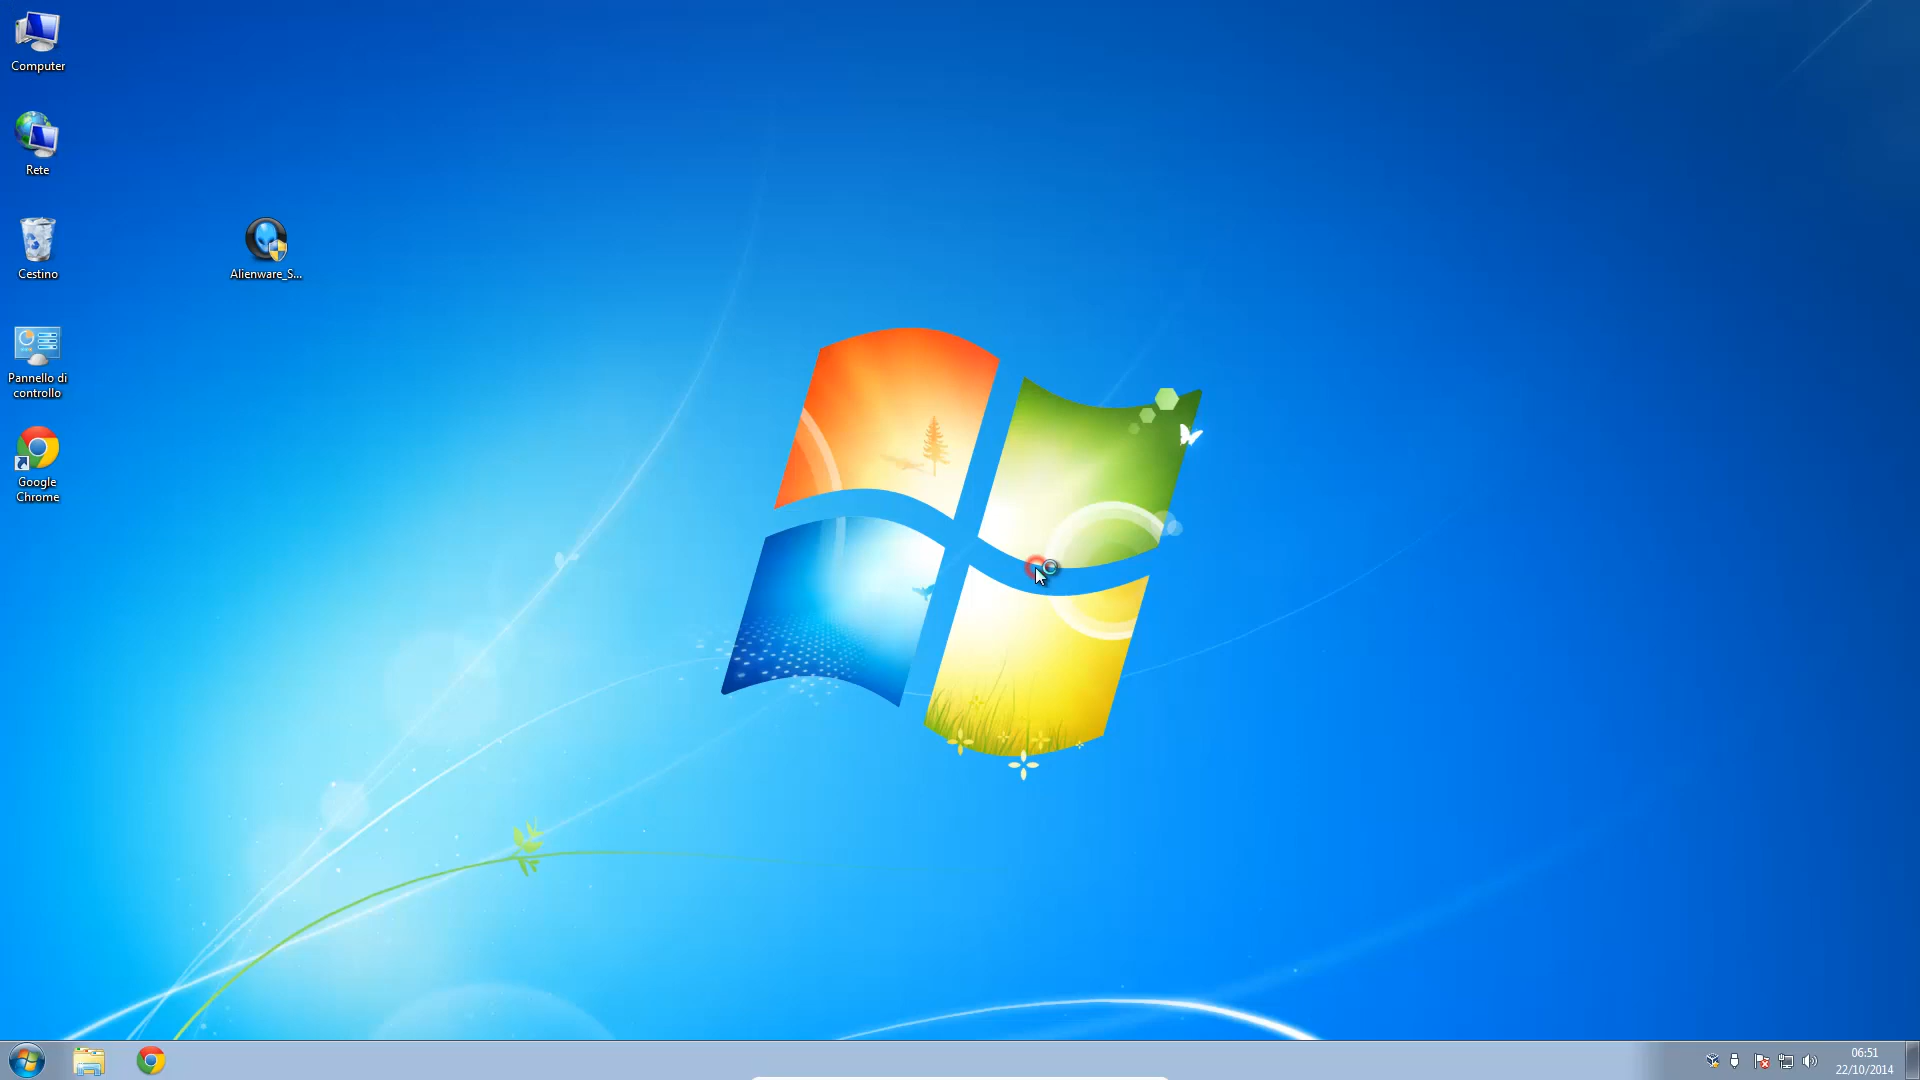 Computer
Rete
Cestino
Alienware_S...
Pannello di
controllo
Google
Chrome
06:51
22/10/2014